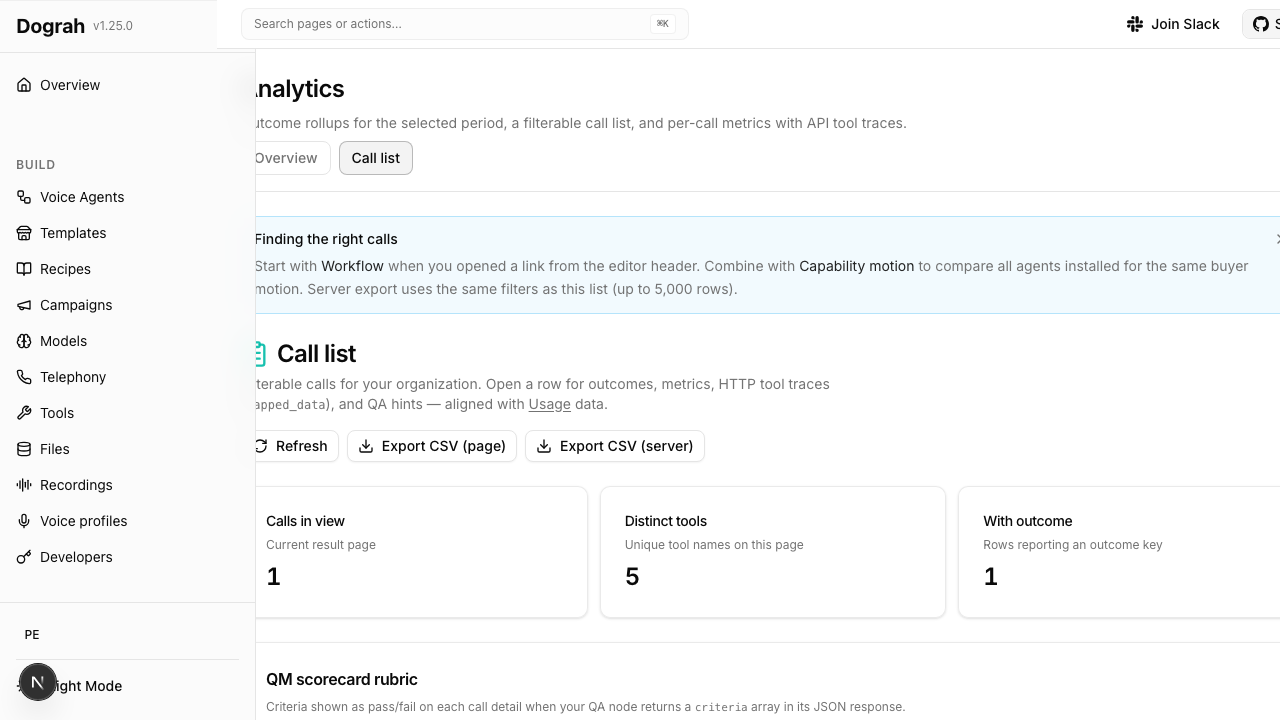 Dograh v1.25.0
Search pages or actions... ⌘K
Join Slack
Overview
BUILD
Voice Agents
Templates
Recipes
Campaigns
Models
Telephony
Tools
Files
Recordings
Voice profiles
Developers
PE
N
ight Mode
nalytics
utcome rollups for the selected period, a filterable call list, and per-call metrics with API tool traces.
Overview
Call list
Finding the right calls
Start with Workflow when you opened a link from the editor header. Combine with Capability motion to compare all agents installed for the same buyer
motion. Server export uses the same filters as this list (up to 5,000 rows).
Call list
terable calls for your organization. Open a row for outcomes, metrics, HTTP tool traces
apped_data), and QA hints — aligned with Usage data.
Refresh
Export CSV (page)
Export CSV (server)
Calls in view
Current result page
1
Distinct tools
Unique tool names on this page
5
With outcome
Rows reporting an outcome key
1
QM scorecard rubric
Criteria shown as pass/fail on each call detail when your QA node returns a criteria array in its JSON response.